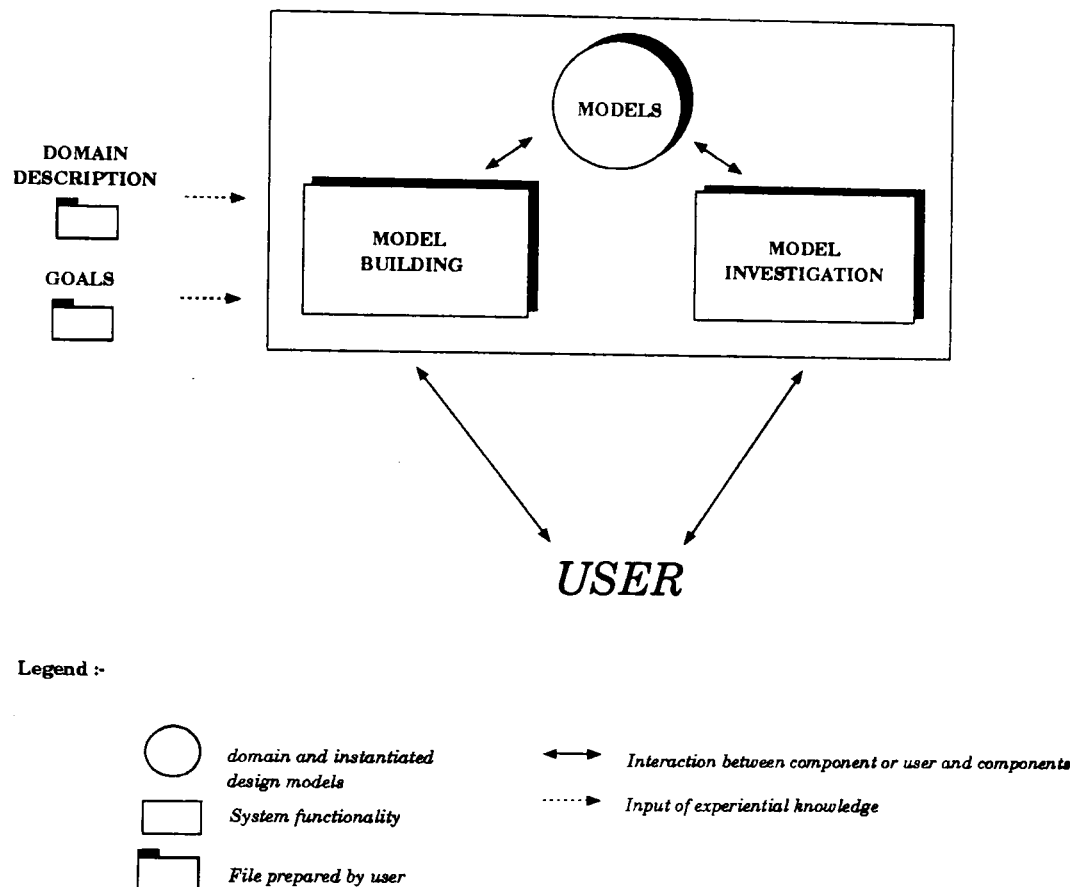 MODELS
DOMAIN
DESCRIPTION
MODEL
BUILDING
MODEL
INVESTIGATION
GOALS
USER
Legend :-
domain and instantiated
design models
Interaction between component or user and components
System functionality
Input of experiential knowledge
File prepared by user